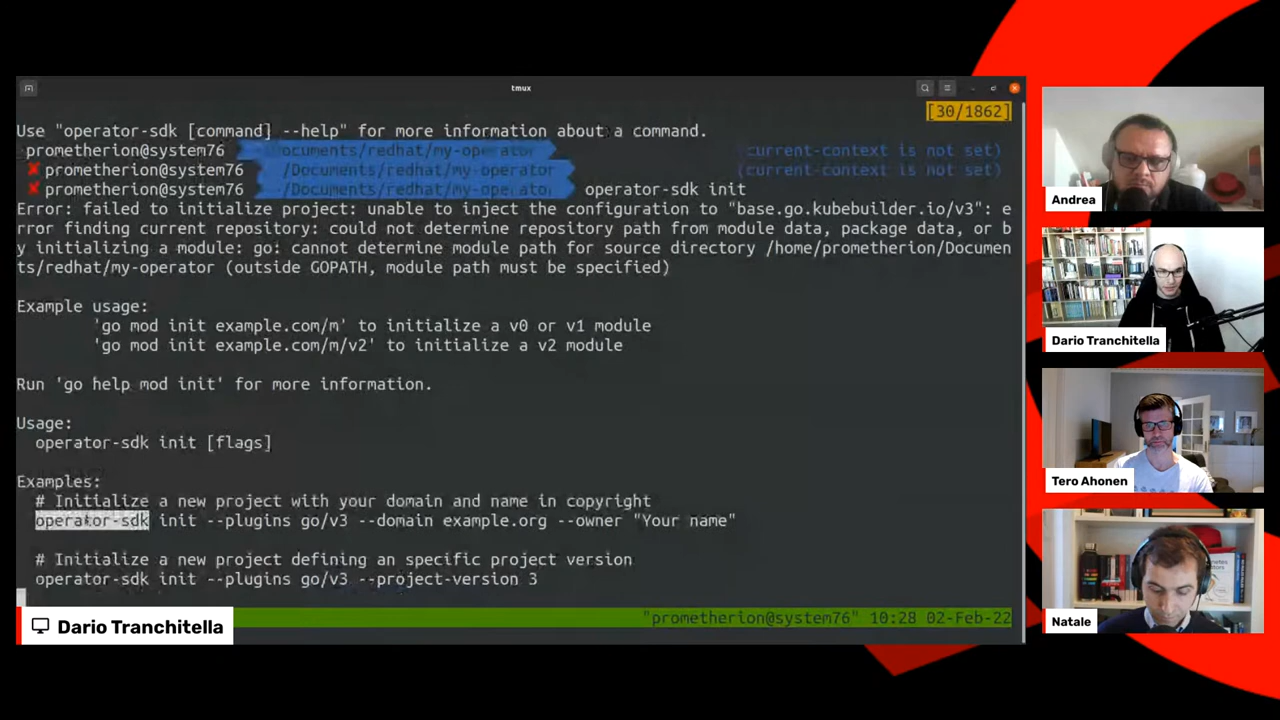 tmux
[30/1862]
Use "operator-sdk [command] --help" for more information about a command.
prometherion@system76 ~/Documents/redhat/my-operator (current-context is not set)
✘ prometherion@system76 ~/Documents/redhat/my-operator (current-context is not set)
✘ prometherion@system76 ~/Documents/redhat/my-operator operator-sdk init
Error: failed to initialize project: unable to inject the configuration to "base.go.kubebuilder.io/v3": e
rror finding current repository: could not determine repository path from module data, package data, or b
y initializing a module: go: cannot determine module path for source directory /home/prometherion/Documen
ts/redhat/my-operator (outside GOPATH, module path must be specified)
Example usage:
'go mod init example.com/m' to initialize a v0 or v1 module
'go mod init example.com/m/v2' to initialize a v2 module
Run 'go help mod init' for more information.
Usage:
operator-sdk init [flags]
Examples:
# Initialize a new project with your domain and name in copyright
operator-sdk init --plugins go/v3 --domain example.org --owner "Your name"
# Initialize a new project defining an specific project version
operator-sdk init --plugins go/v3 --project-version 3
"prometherion@system76" 10:28 02-Feb-22
Dario Tranchitella
Andrea
Dario Tranchitella
Tero Ahonen
Natale